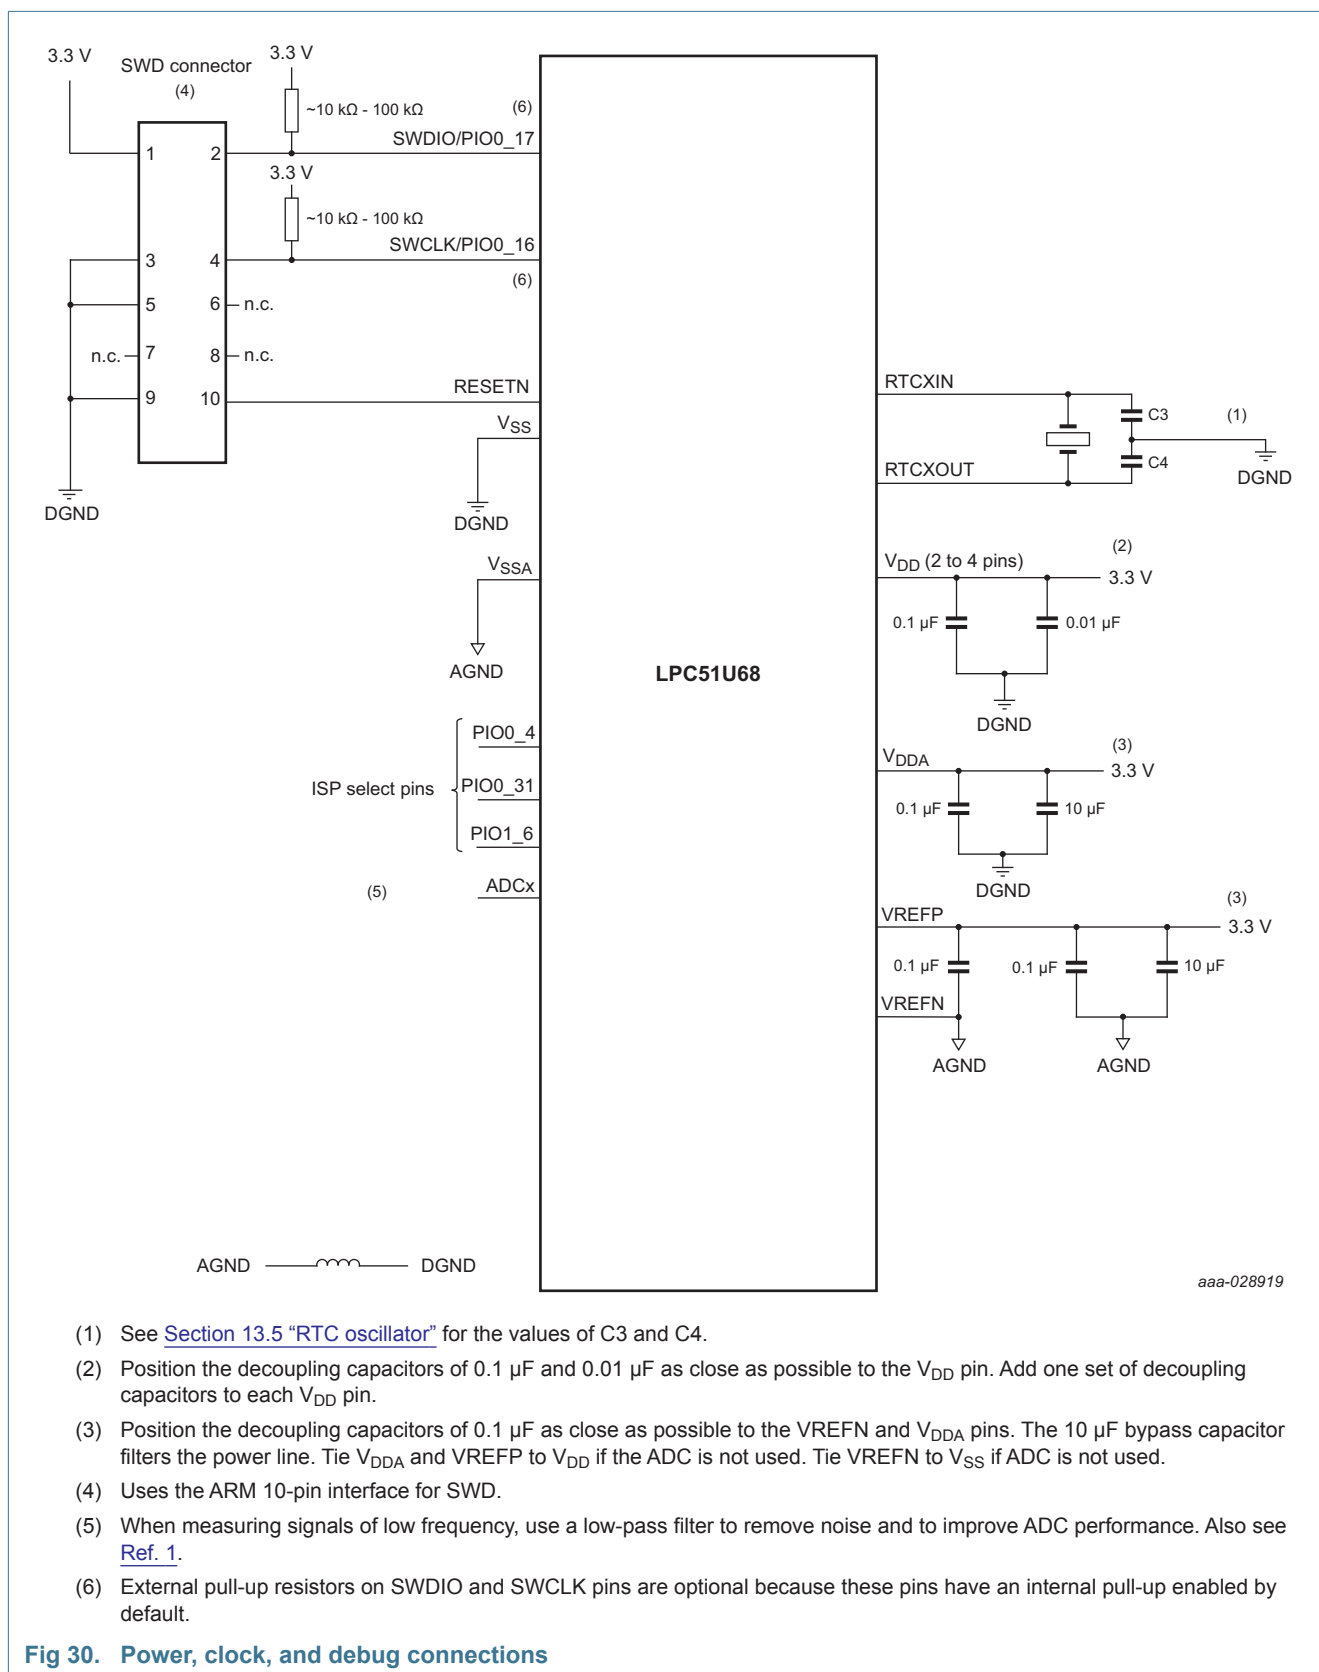 3.3 V
SWD connector
(4)
3.3 V
~10 kΩ - 100 kΩ
(6)
SWDIO/PIO0_17
1
2
3.3 V
~10 kΩ - 100 kΩ
SWCLK/PIO0_16
3
4
(6)
5
6
n.c.
n.c.
7
8
n.c.
9
10
RESETN
VSS
DGND
DGND
VSSA
AGND
LPC51U68
ISP select pins
PIO0_4
PIO0_31
PIO1_6
(5)
ADCx
RTCXIN
C3
(1)
C4
RTCXOUT
DGND
VDD (2 to 4 pins)
(2)
3.3 V
0.1 µF
0.01 µF
DGND
VDDA
(3)
3.3 V
0.1 µF
10 µF
DGND
VREFP
(3)
3.3 V
0.1 µF
0.1 µF
10 µF
VREFN
AGND
AGND
AGND
DGND
aaa-028919
(1) See Section 13.5 “RTC oscillator” for the values of C3 and C4.
(2) Position the decoupling capacitors of 0.1 µF and 0.01 µF as close as possible to the VDD pin. Add one set of decoupling
capacitors to each VDD pin.
(3) Position the decoupling capacitors of 0.1 µF as close as possible to the VREFN and VDDA pins. The 10 µF bypass capacitor
filters the power line. Tie VDDA and VREFP to VDD if the ADC is not used. Tie VREFN to VSS if ADC is not used.
(4) Uses the ARM 10-pin interface for SWD.
(5) When measuring signals of low frequency, use a low-pass filter to remove noise and to improve ADC performance. Also see
Ref. 1.
(6) External pull-up resistors on SWDIO and SWCLK pins are optional because these pins have an internal pull-up enabled by
default.
Fig 30. Power, clock, and debug connections